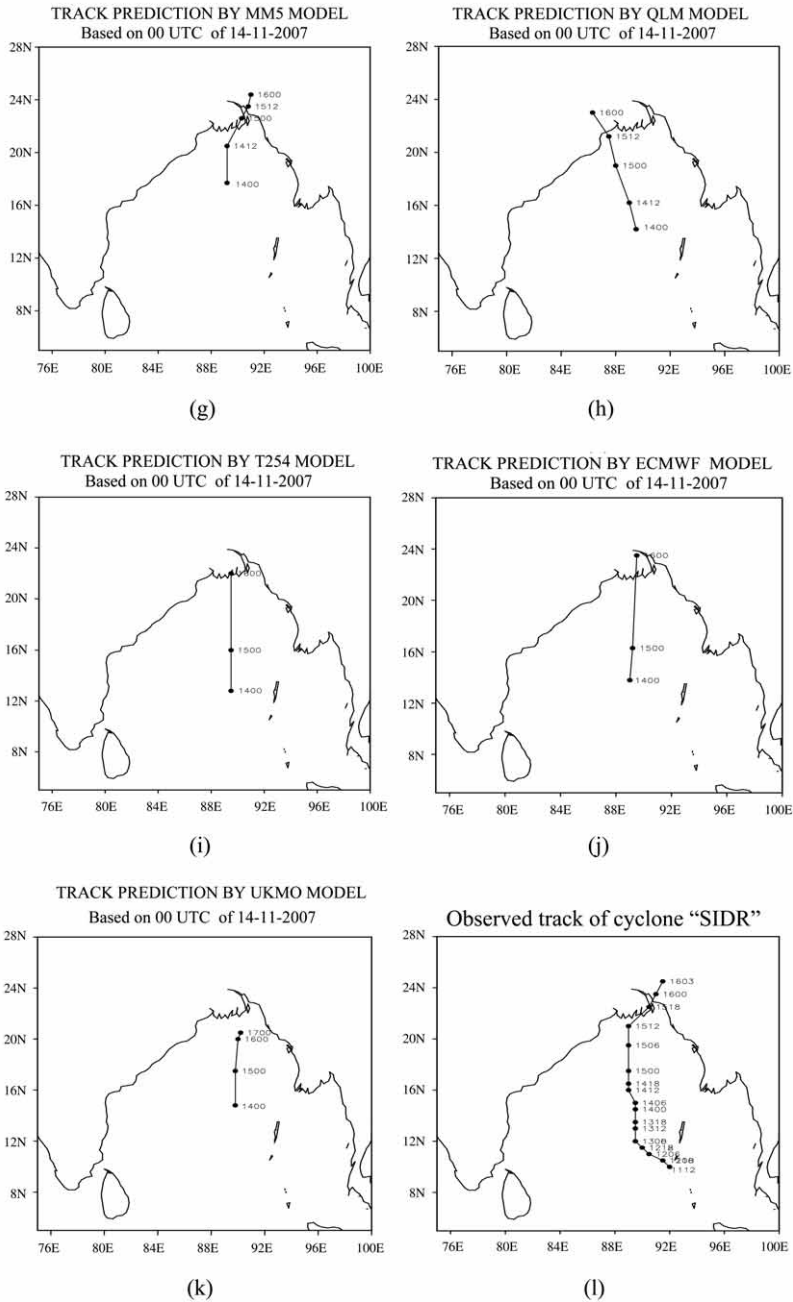 TRACK PREDICTION BY MM5 MODEL
Based on 00 UTC of 14-11-2007
28N
24N
20N
16N
12N
8N
1600
1512
1500
1412
1400
76E 80E 84E 88E 92E 96E 100E
(g)
TRACK PREDICTION BY QLM MODEL
Based on 00 UTC of 14-11-2007
28N
24N
20N
16N
12N
8N
1600
1512
1500
1412
1400
76E 80E 84E 88E 92E 96E 100E
(h)
TRACK PREDICTION BY T254 MODEL
Based on 00 UTC of 14-11-2007
28N
24N
20N
16N
12N
8N
1600
1500
1400
76E 80E 84E 88E 92E 96E 100E
(i)
TRACK PREDICTION BY ECMWF MODEL
Based on 00 UTC of 14-11-2007
28N
24N
20N
16N
12N
8N
1600
1500
1400
76E 80E 84E 88E 92E 96E 100E
(j)
TRACK PREDICTION BY UKMO MODEL
Based on 00 UTC of 14-11-2007
28N
24N
20N
16N
12N
8N
1700
1600
1500
1400
76E 80E 84E 88E 92E 96E 100E
(k)
Observed track of cyclone “SIDR”
28N
24N
20N
16N
12N
8N
1603
1600
1518
1512
1506
1500
1418
1412
1406
1400
1318
1312
1300
1218
1206
1112
76E 80E 84E 88E 92E 96E 100E
(l)